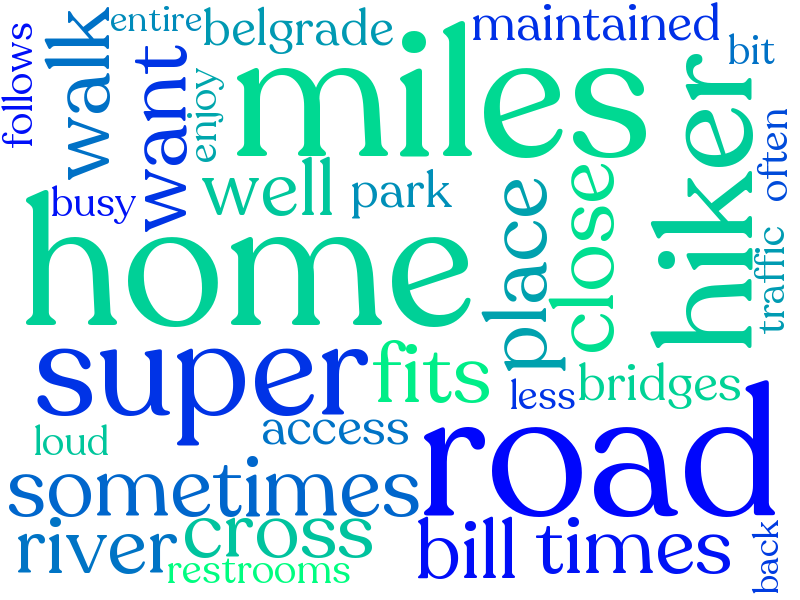 follows
walk
entire
belgrade
maintained
bit
want
enjoy
miles
hiker
often
busy
well
park
place
close
traffic
home
super
fits
less
bridges
loud
access
road
sometimes
river
cross
restrooms
bill
times
back